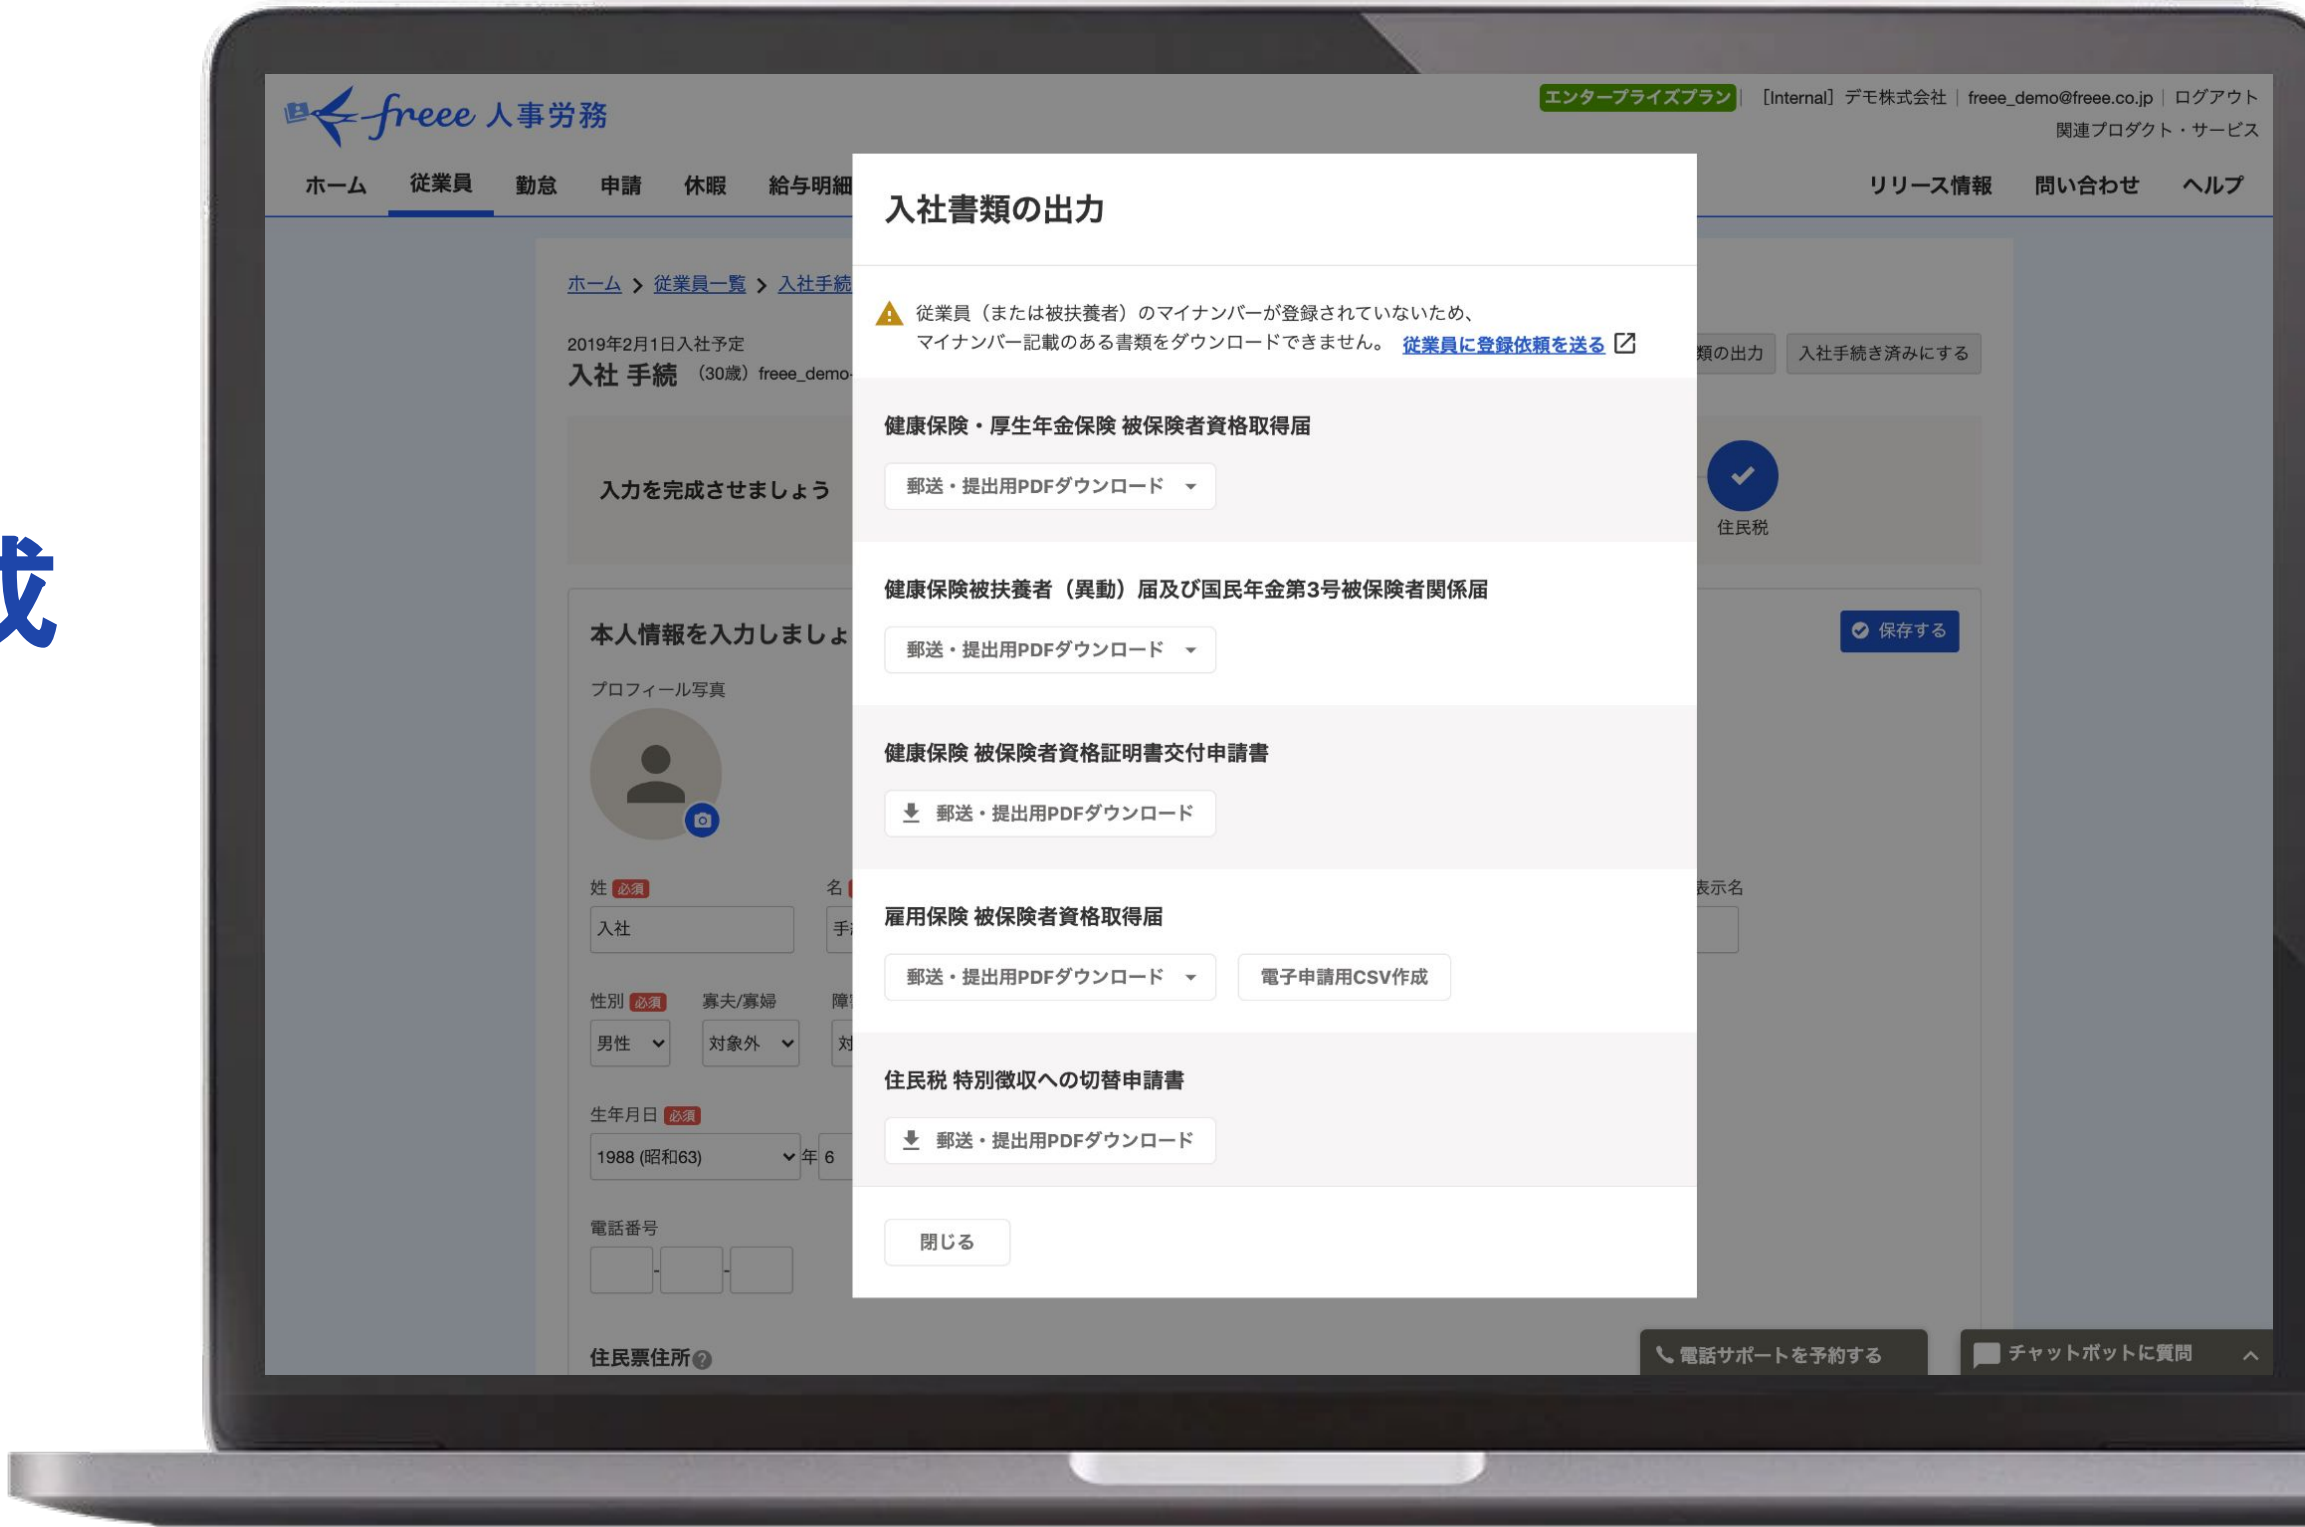 freee 人事労務
エンタープライズプラン | [Internal] デモ株式会社 | freee_demo@freee.co.jp | ログアウト
関連プロダクト・サービス
ホーム 従業員 勤怠 申請 休暇 給与明細 リリース情報 問い合わせ ヘルプ
入社書類の出力
ホーム > 従業員一覧 > 入社手続
従業員（または被扶養者）のマイナンバーが登録されていないため、
マイナンバー記載のある書類をダウンロードできません。 従業員に登録依頼を送る
2019年2月1日入社予定
入社 手続 （30歳）freee_demo-
類の出力 入社手続き済みにする
健康保険・厚生年金保険 被保険者資格取得届
郵送・提出用PDFダウンロード
入力を完成させましょう
住民税
成
健康保険被扶養者（異動）届及び国民年金第3号被保険者関係届
郵送・提出用PDFダウンロード
本人情報を入力しましょ
保存する
プロフィール写真
健康保険 被保険者資格証明書交付申請書
郵送・提出用PDFダウンロード
姓 必須 名 表示名
入社
雇用保険 被保険者資格取得届
郵送・提出用PDFダウンロード 電子申請用CSV作成
性別 必須 寡夫/寡婦 障
男性 対象外 対
住民税 特別徴収への切替申請書
郵送・提出用PDFダウンロード
生年月日 必須
1988 (昭和63) 年 6
電話番号
- -
閉じる
住民票住所
電話サポートを予約する
チャットボットに質問